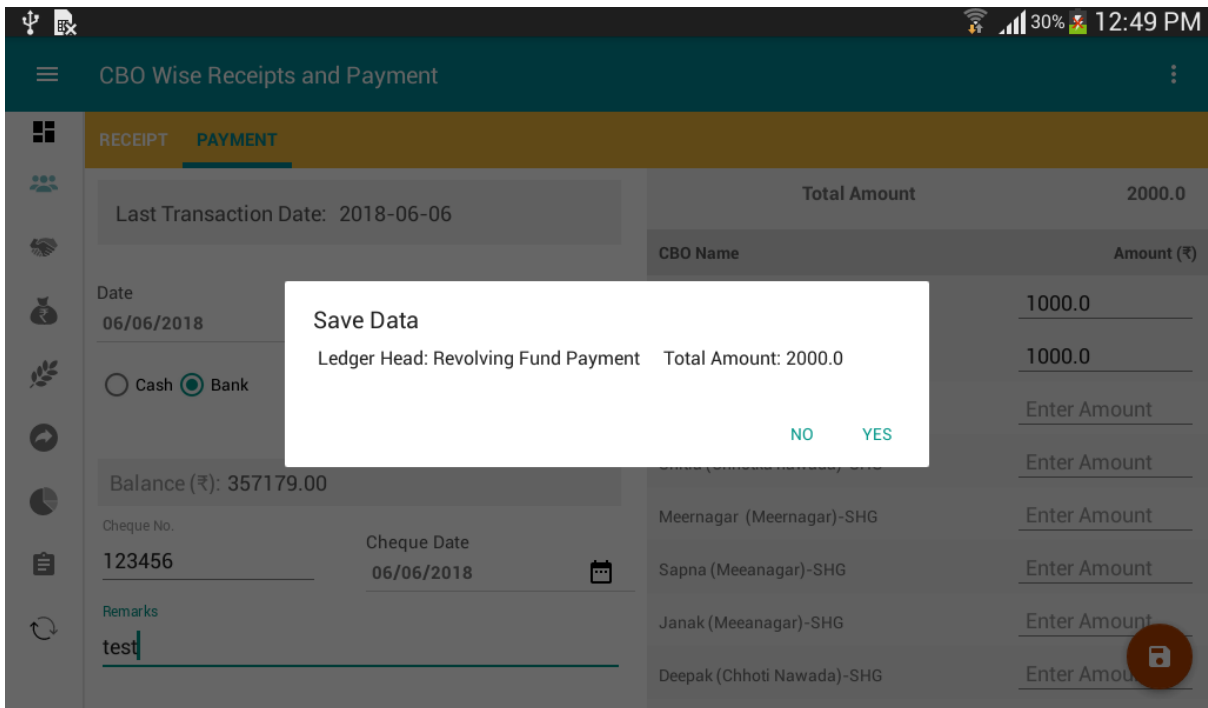 30% 12:49 PM
CBO Wise Receipts and Payment
RECEIPT PAYMENT
Last Transaction Date: 2018-06-06
Total Amount 2000.0
CBO Name Amount (₹)
Date
06/06/2018
1000.0
Save Data
Ledger Head: Revolving Fund Payment Total Amount: 2000.0
1000.0
Cash Bank
Enter Amount
NO YES
Enter Amount
Balance (₹): 357179.00
Cheque No.
123456
Cheque Date
06/06/2018
Remarks
test
Meernagar (Meernagar)-SHG Enter Amount
Sapna (Meeanagar)-SHG Enter Amount
Janak (Meeanagar)-SHG Enter Amount
Deepak (Chhoti Nawada)-SHG Enter